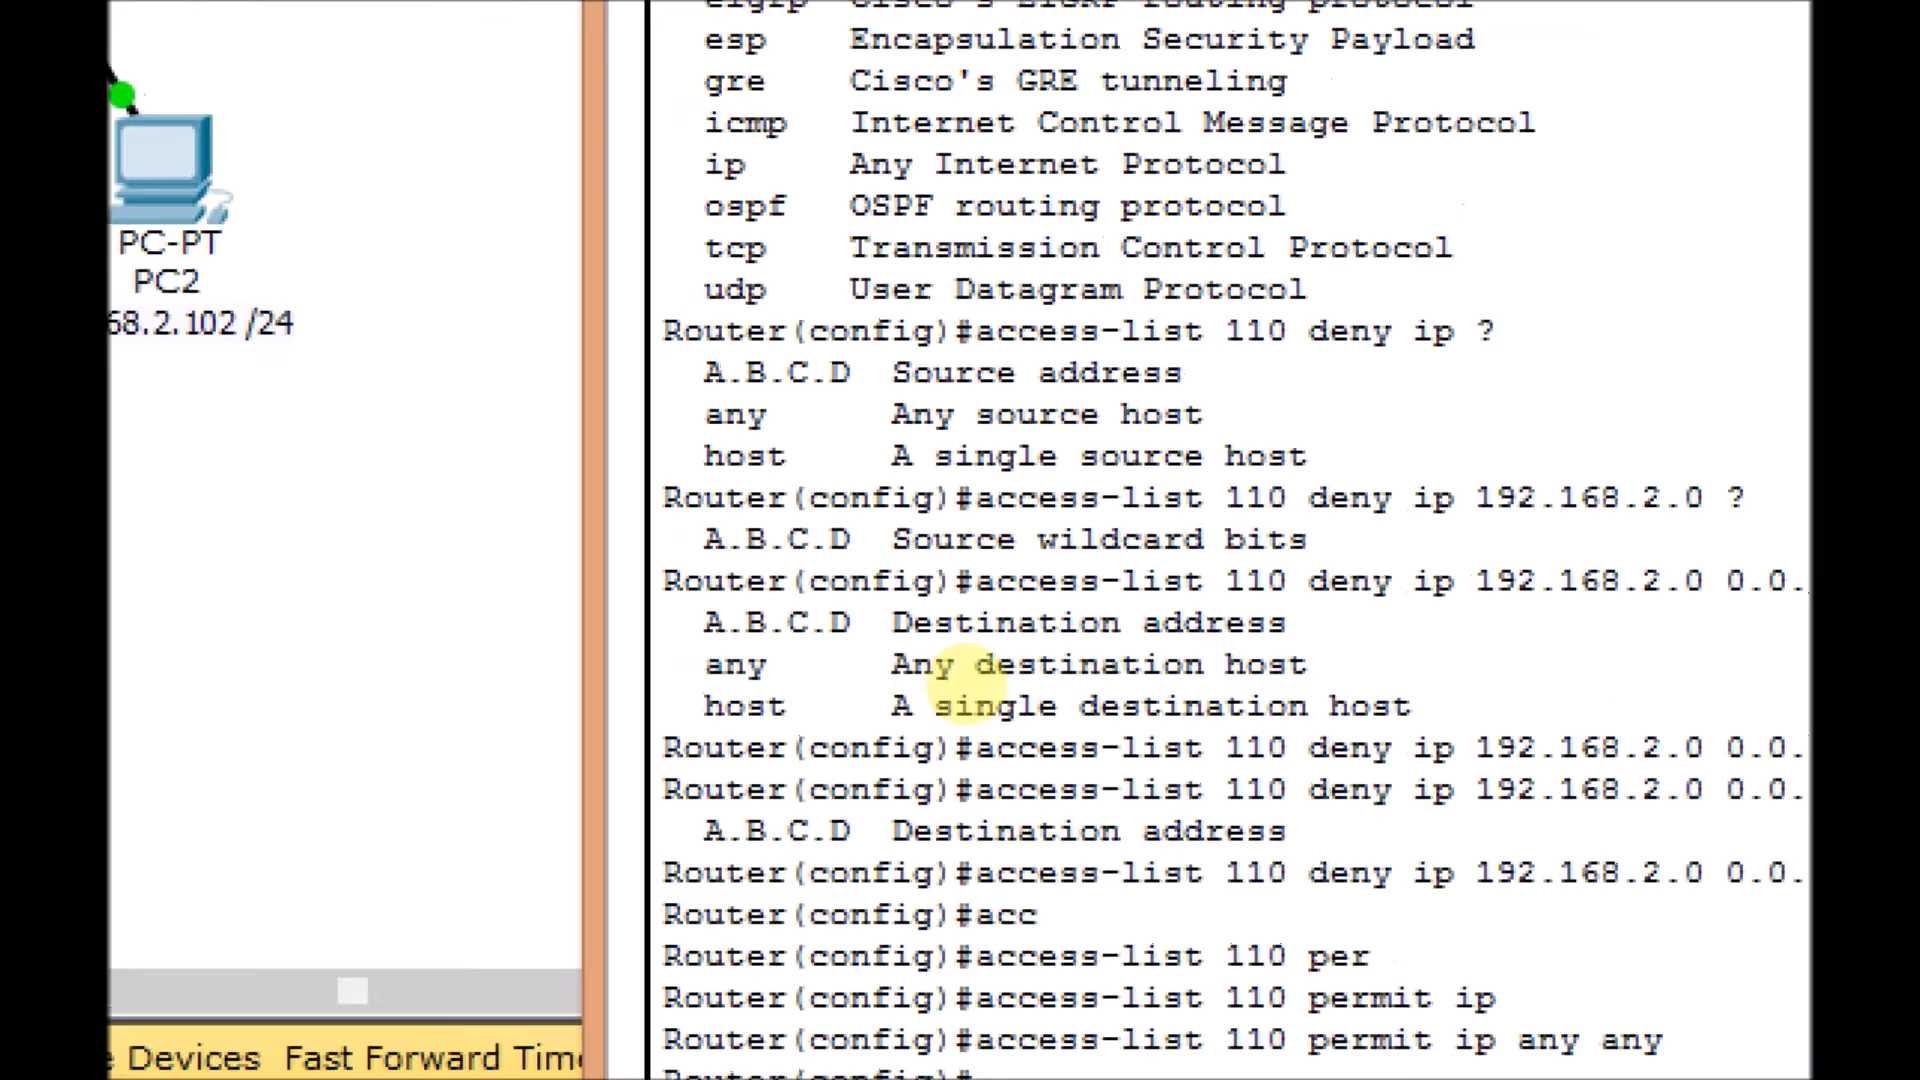 PC-PT
PC2
68.2.102 /24
e Devices Fast Forward Time
eigrp Cisco's EIGRP routing protocol
esp Encapsulation Security Payload
gre Cisco's GRE tunneling
icmp Internet Control Message Protocol
ip Any Internet Protocol
ospf OSPF routing protocol
tcp Transmission Control Protocol
udp User Datagram Protocol
Router(config)#access-list 110 deny ip ?
A.B.C.D Source address
any Any source host
host A single source host
Router(config)#access-list 110 deny ip 192.168.2.0 ?
A.B.C.D Source wildcard bits
Router(config)#access-list 110 deny ip 192.168.2.0 0.0.
A.B.C.D Destination address
any Any destination host
host A single destination host
Router(config)#access-list 110 deny ip 192.168.2.0 0.0.
Router(config)#access-list 110 deny ip 192.168.2.0 0.0.
A.B.C.D Destination address
Router(config)#access-list 110 deny ip 192.168.2.0 0.0.
Router(config)#acc
Router(config)#access-list 110 per
Router(config)#access-list 110 permit ip
Router(config)#access-list 110 permit ip any any
Router(config)#